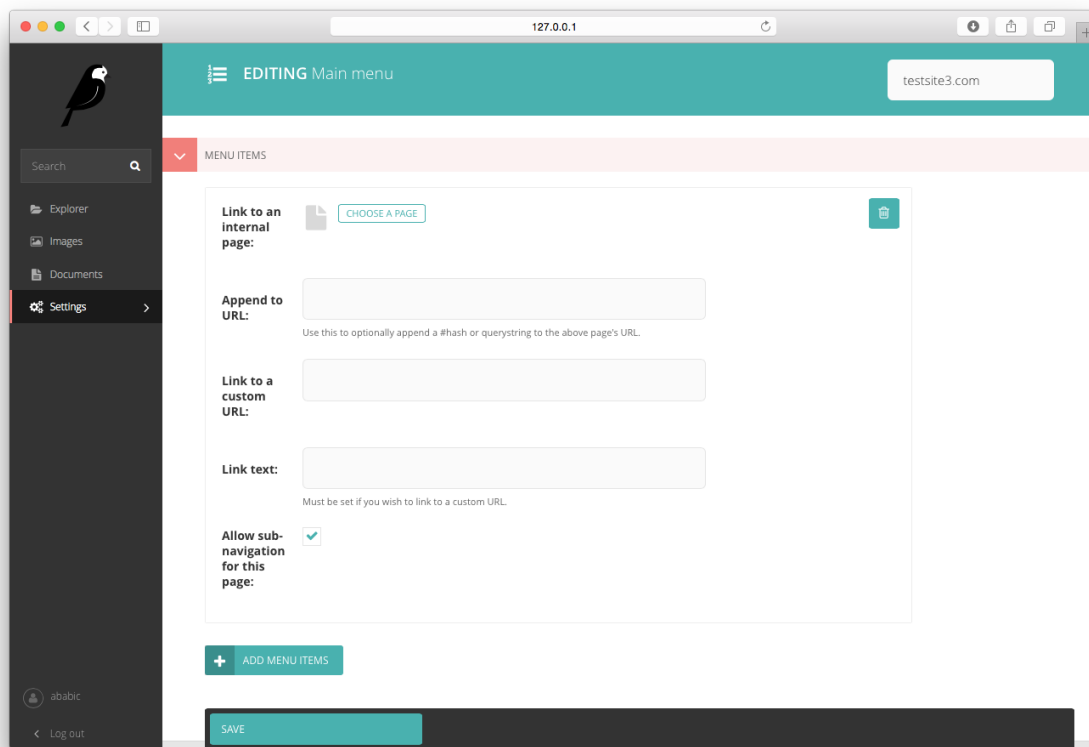 127.0.0.1
EDITING Main menu
testsite3.com
Search
Explorer
Images
Documents
Settings
MENU ITEMS
Link to an
internal
page:
CHOOSE A PAGE
Append to
URL:
Use this to optionally append a #hash or querystring to the above page's URL.
Link to a
custom
URL:
Link text:
Must be set if you wish to link to a custom URL.
Allow sub-
navigation
for this
page:
ADD MENU ITEMS
SAVE
ababic
Log out